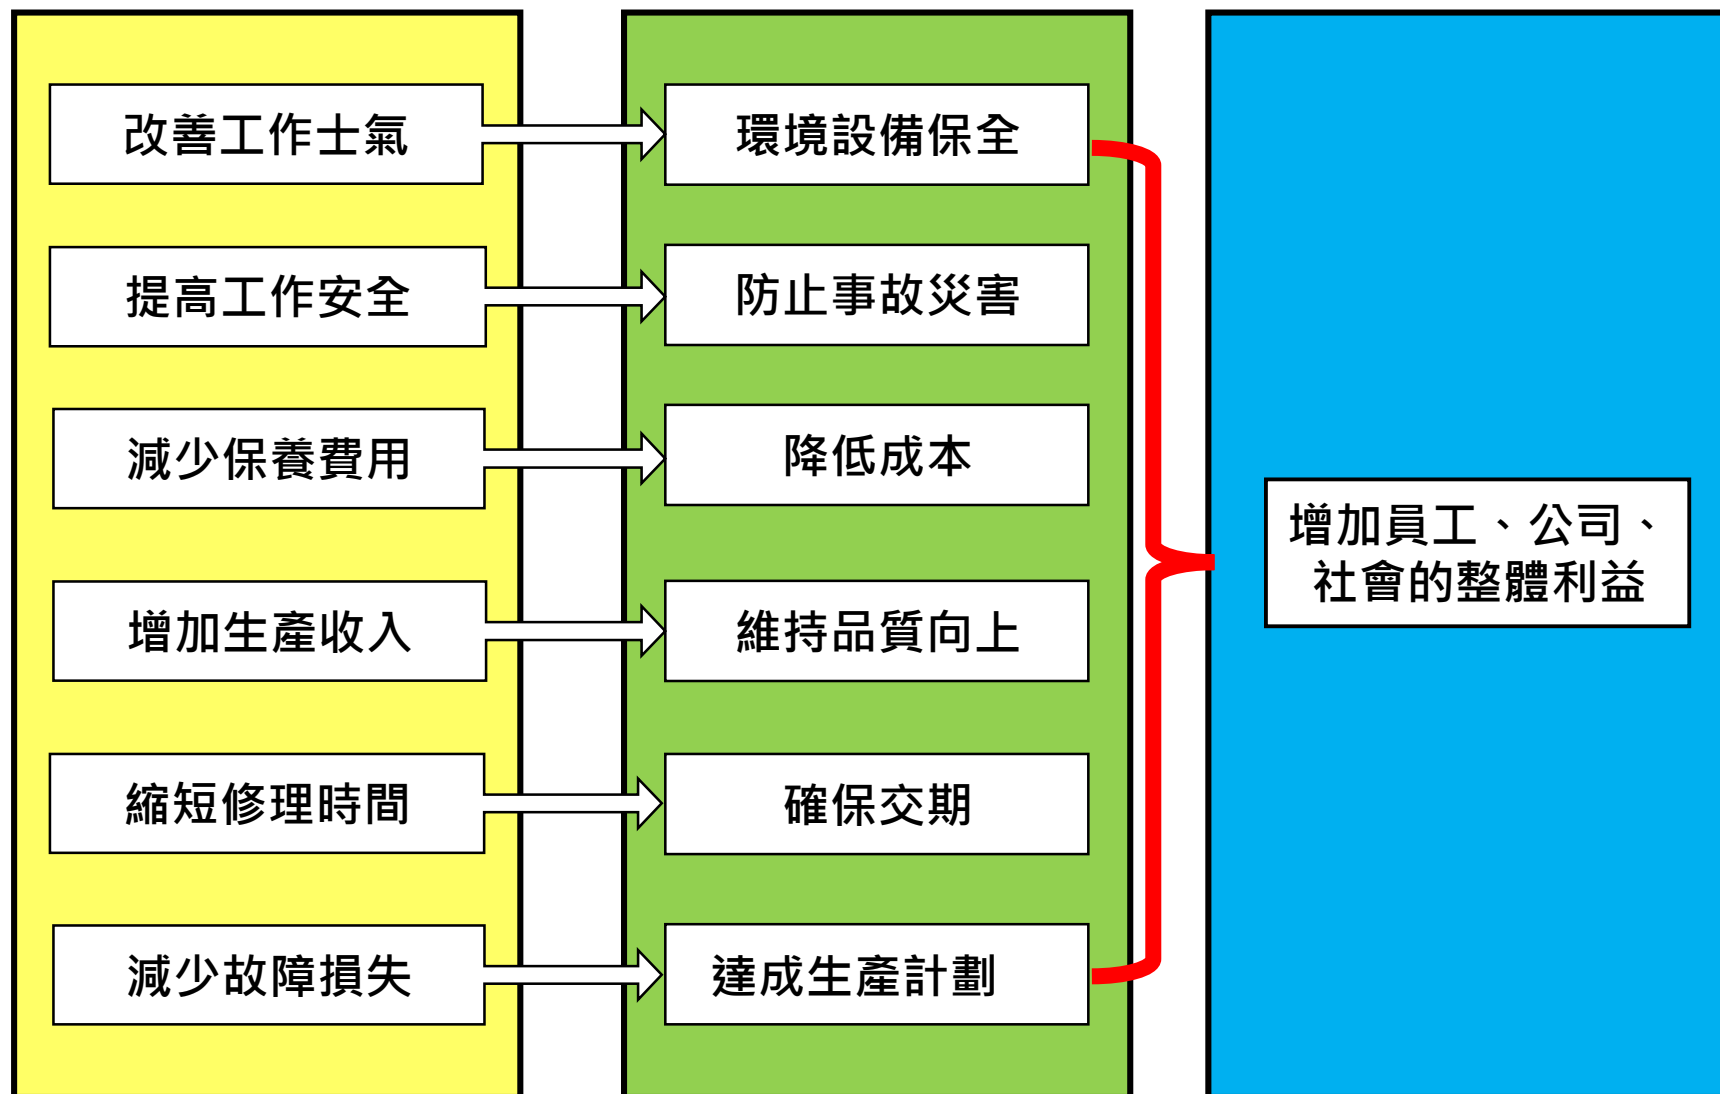 改善工作士氣
環境設備保全
提高工作安全
防止事故災害
減少保養費用
降低成本
增加生產收入
維持品質向上
縮短修理時間
確保交期
減少故障損失
達成生產計劃
增加員工、公司、
社會的整體利益